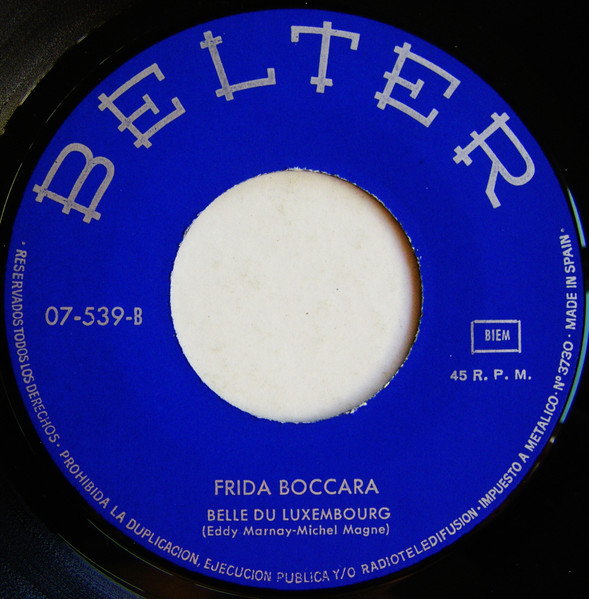 BELTER
07-539-B
BIEM
45 R. P. M.
FRIDA BOCCARA
BELLE DU LUXEMBOURG
(Eddy Marnay-Michel Magne)
· RESERVADOS TODOS LOS DERECHOS · PROHIBIDA LA DUPLICACION, EJECUCION PUBLICA Y/O RADIOTELEDIFUSION · IMPUESTO A METALICO · Nº 3730 · MADE IN SPAIN ·